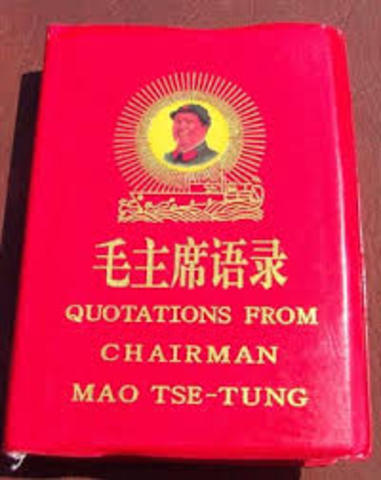 毛主席语录
QUOTATIONS FROM
CHAIRMAN
MAO TSE-TUNG